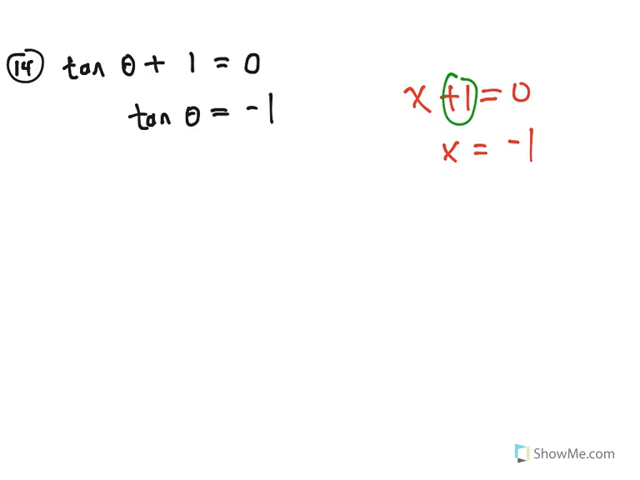 14 tan θ + 1 = 0
tan θ = -1
x +1 = 0
x = -1
ShowMe.com